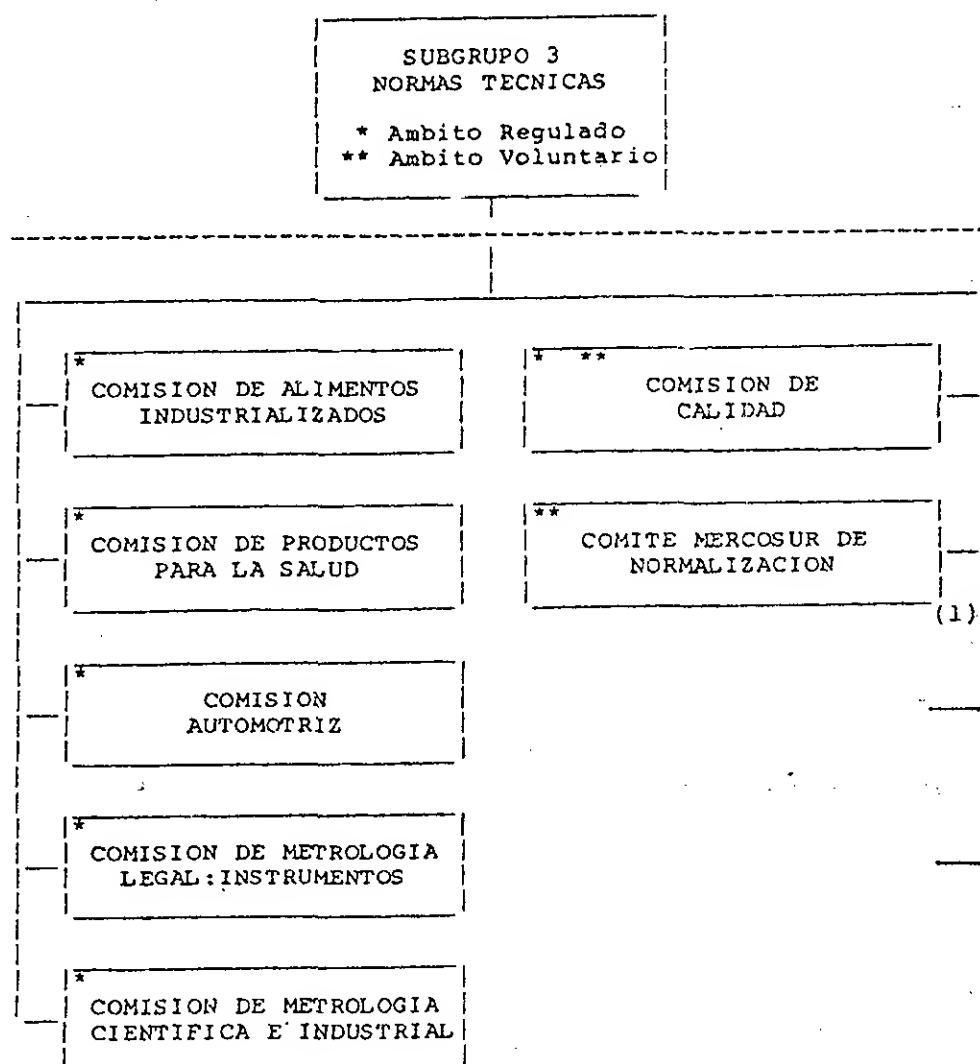 SUBGRUPO 3
NORMAS TECNICAS
* Ambito Regulado
** Ambito Voluntario
*
COMISION DE ALIMENTOS
INDUSTRIALIZADOS
* **
COMISION DE
CALIDAD
*
COMISION DE PRODUCTOS
PARA LA SALUD
**
COMITE MERCOSUR DE
NORMALIZACION
(1)
*
COMISION
AUTOMOTRIZ
*
COMISION DE METROLOGIA
LEGAL:INSTRUMENTOS
*
COMISION DE METROLOGIA
CIENTIFICA E INDUSTRIAL